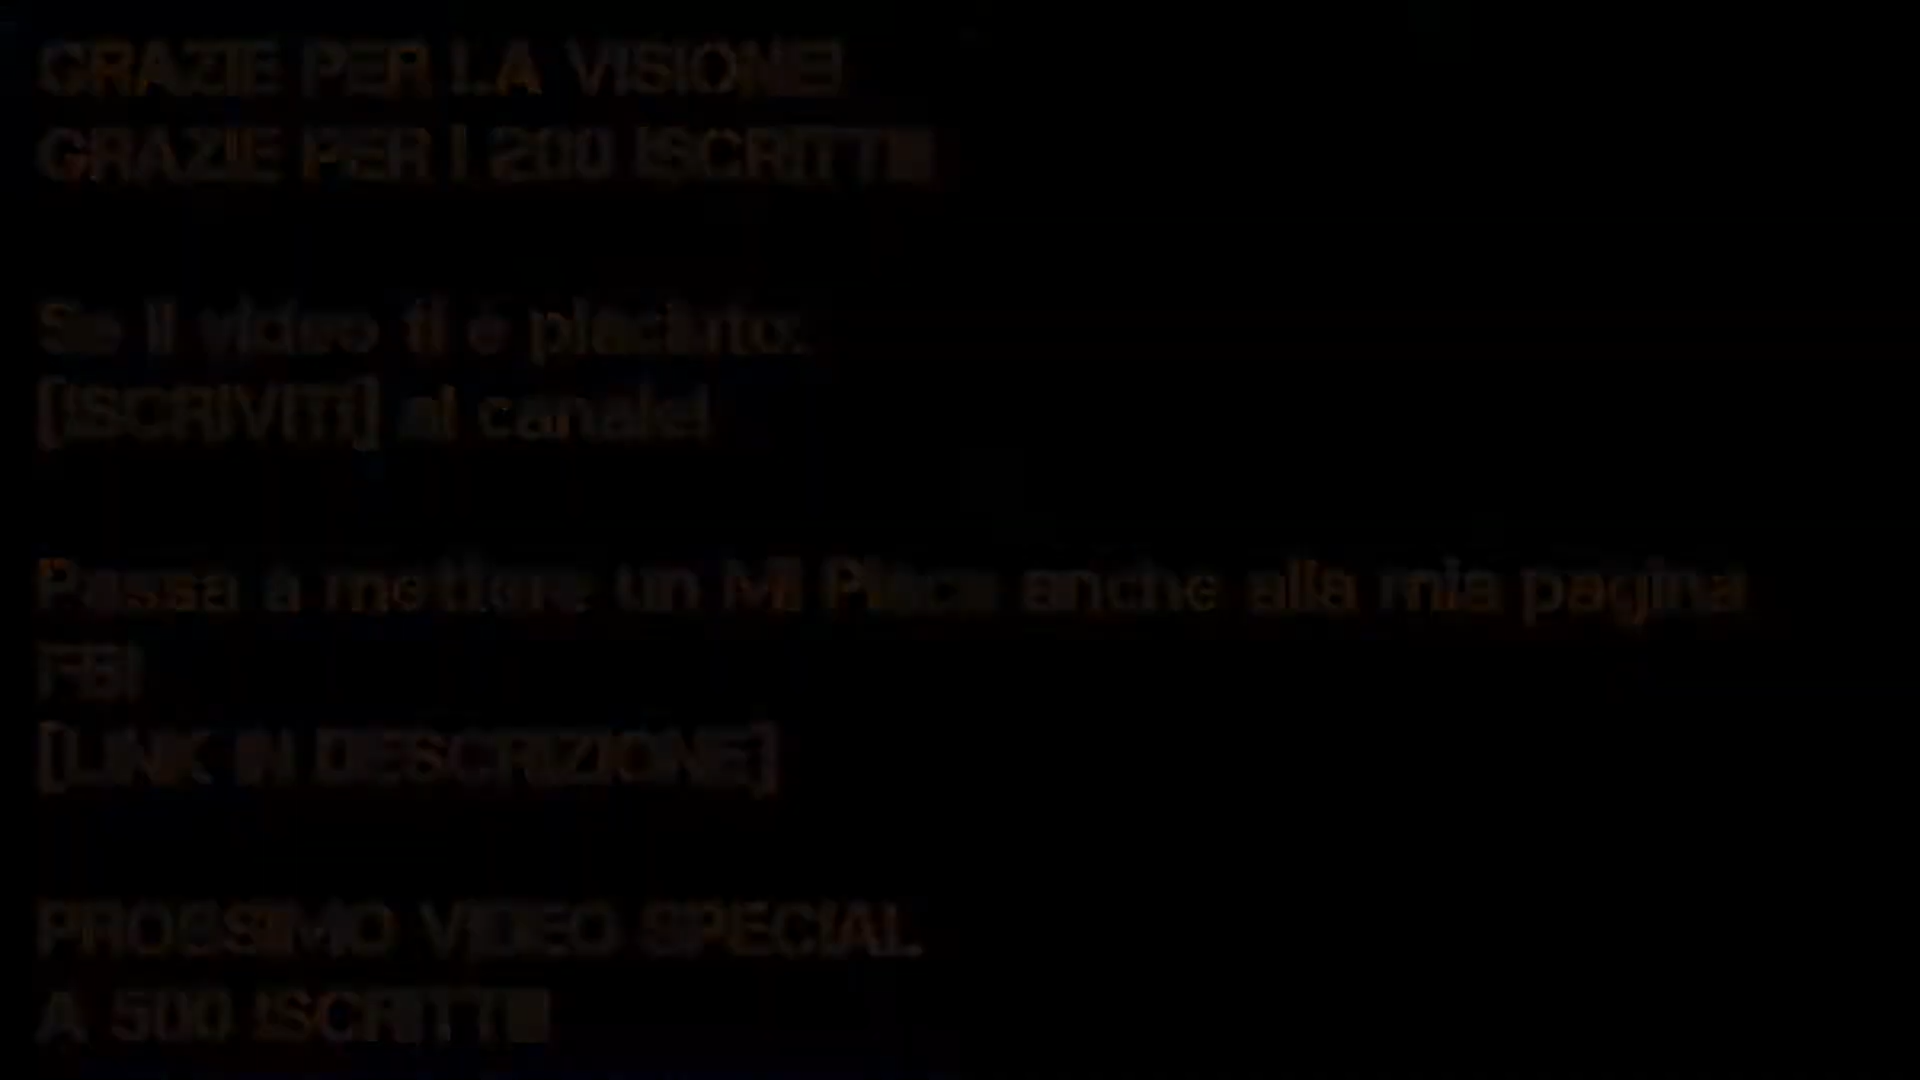 GRAZIE PER LA VISIONE!
GRAZIE PER I 200 ISCRITTI!!
Se il video ti è piaciuto:
[ISCRIVITI] al canale!
Passa a mettere un Mi Piace anche alla mia pagina
FB!
[LINK IN DESCRIZIONE]
PROSSIMO VIDEO SPECIAL
A 500 ISCRITTI!!